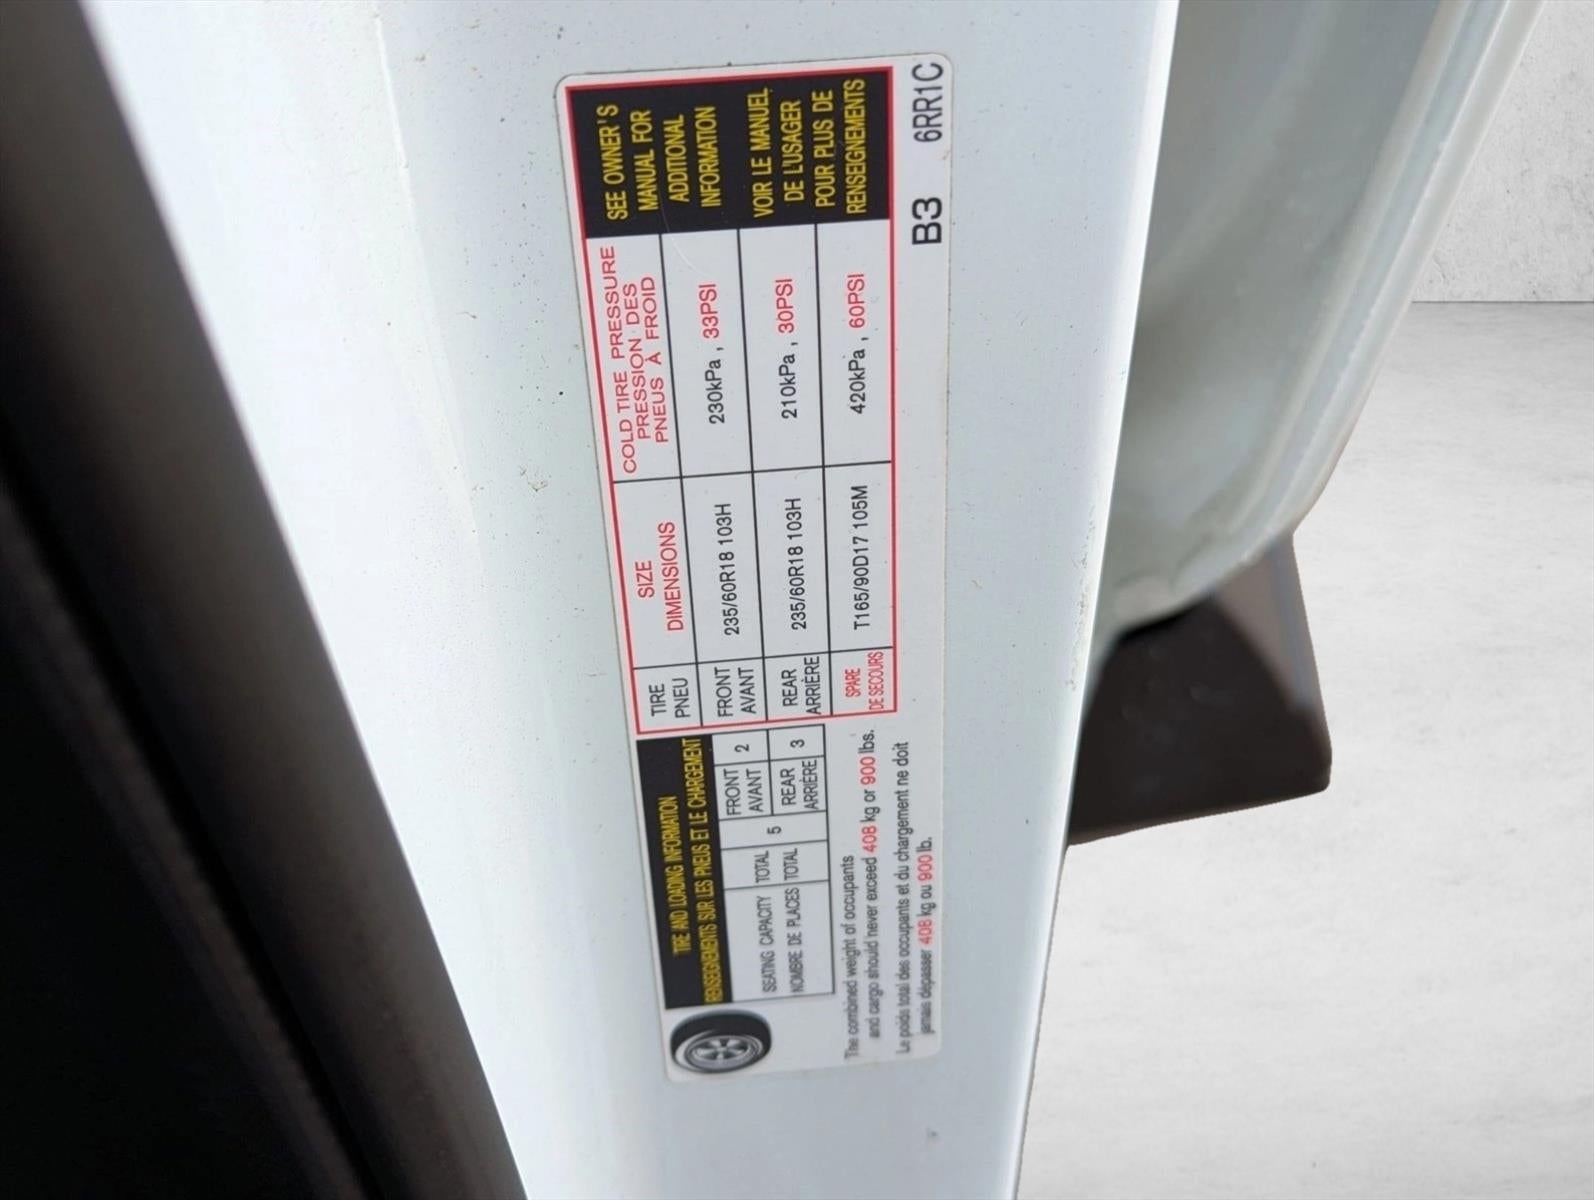 TIRE AND LOADING INFORMATION
RENSEIGNEMENTS SUR LES PNEUS ET LE CHARGEMENT
SEATING CAPACITY
NOMBRE DE PLACES
TOTAL
TOTAL
5
FRONT
AVANT
2
REAR
ARRIÈRE
3
The combined weight of occupants
and cargo should never exceed 408 kg or 900 lbs.
Le poids total des occupants et du chargement ne doit
jamais dépasser 408 kg ou 900 lb.
TIRE
PNEU
SIZE
DIMENSIONS
COLD TIRE PRESSURE
PRESSION DES
PNEUS À FROID
FRONT
AVANT
235/60R18 103H
230kPa , 33PSI
REAR
ARRIÈRE
235/60R18 103H
210kPa , 30PSI
SPARE
DE SECOURS
T165/90D17 105M
420kPa , 60PSI
SEE OWNER'S
MANUAL FOR
ADDITIONAL
INFORMATION
VOIR LE MANUEL
DE L'USAGER
POUR PLUS DE
RENSEIGNEMENTS
B3 6RR1C